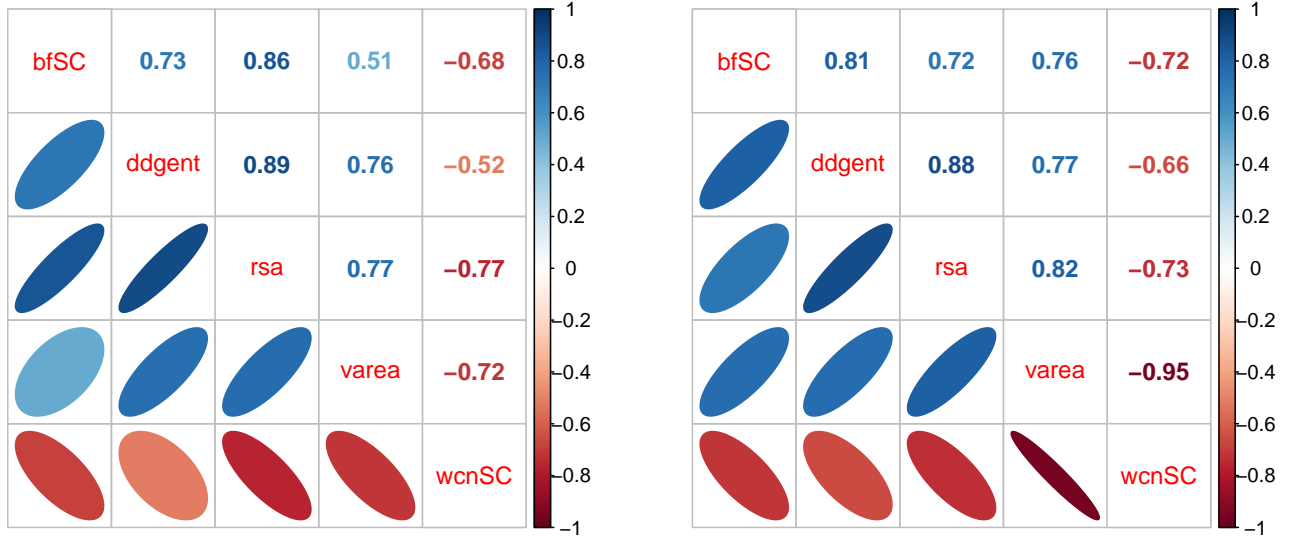 bfSC 0.73 0.86 0.51 −0.68
ddgent 0.89 0.76 −0.52
rsa 0.77 −0.77
varea −0.72
wcnSC
1
0.8
0.6
0.4
0.2
0
−0.2
−0.4
−0.6
−0.8
−1
bfSC 0.81 0.72 0.76 −0.72
ddgent 0.88 0.77 −0.66
rsa 0.82 −0.73
varea −0.95
wcnSC
1
0.8
0.6
0.4
0.2
0
−0.2
−0.4
−0.6
−0.8
−1